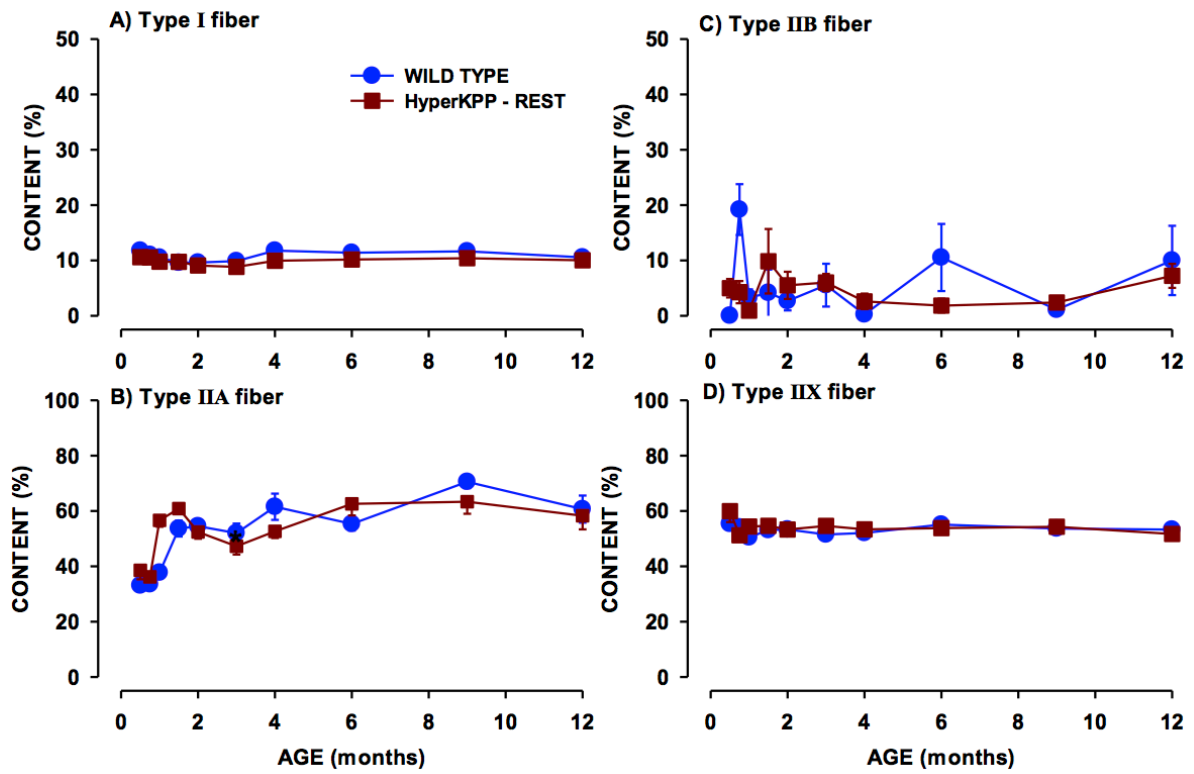 A) Type I fiber
50
40
30
20
10
0
CONTENT (%)
WILD TYPE
HyperKPP - REST
0 2 4 6 8 10 12
C) Type IIB fiber
50
40
30
20
10
0
CONTENT (%)
0 2 4 6 8 10 12
B) Type IIA fiber
100
80
60
40
20
0
CONTENT (%)
*
0 2 4 6 8 10 12
AGE (months)
D) Type IIX fiber
100
80
60
40
20
0
CONTENT (%)
0 2 4 6 8 10 12
AGE (months)